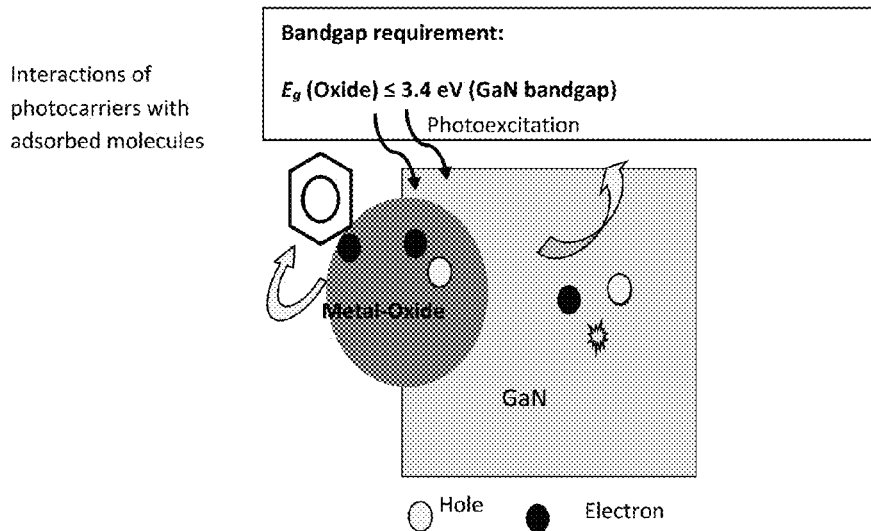 Interactions of
photocarriers with
adsorbed molecules
Bandgap requirement:
E_g (Oxide) ≤ 3.4 eV (GaN bandgap)
Photoexcitation
Metal-Oxide
GaN
Hole
Electron